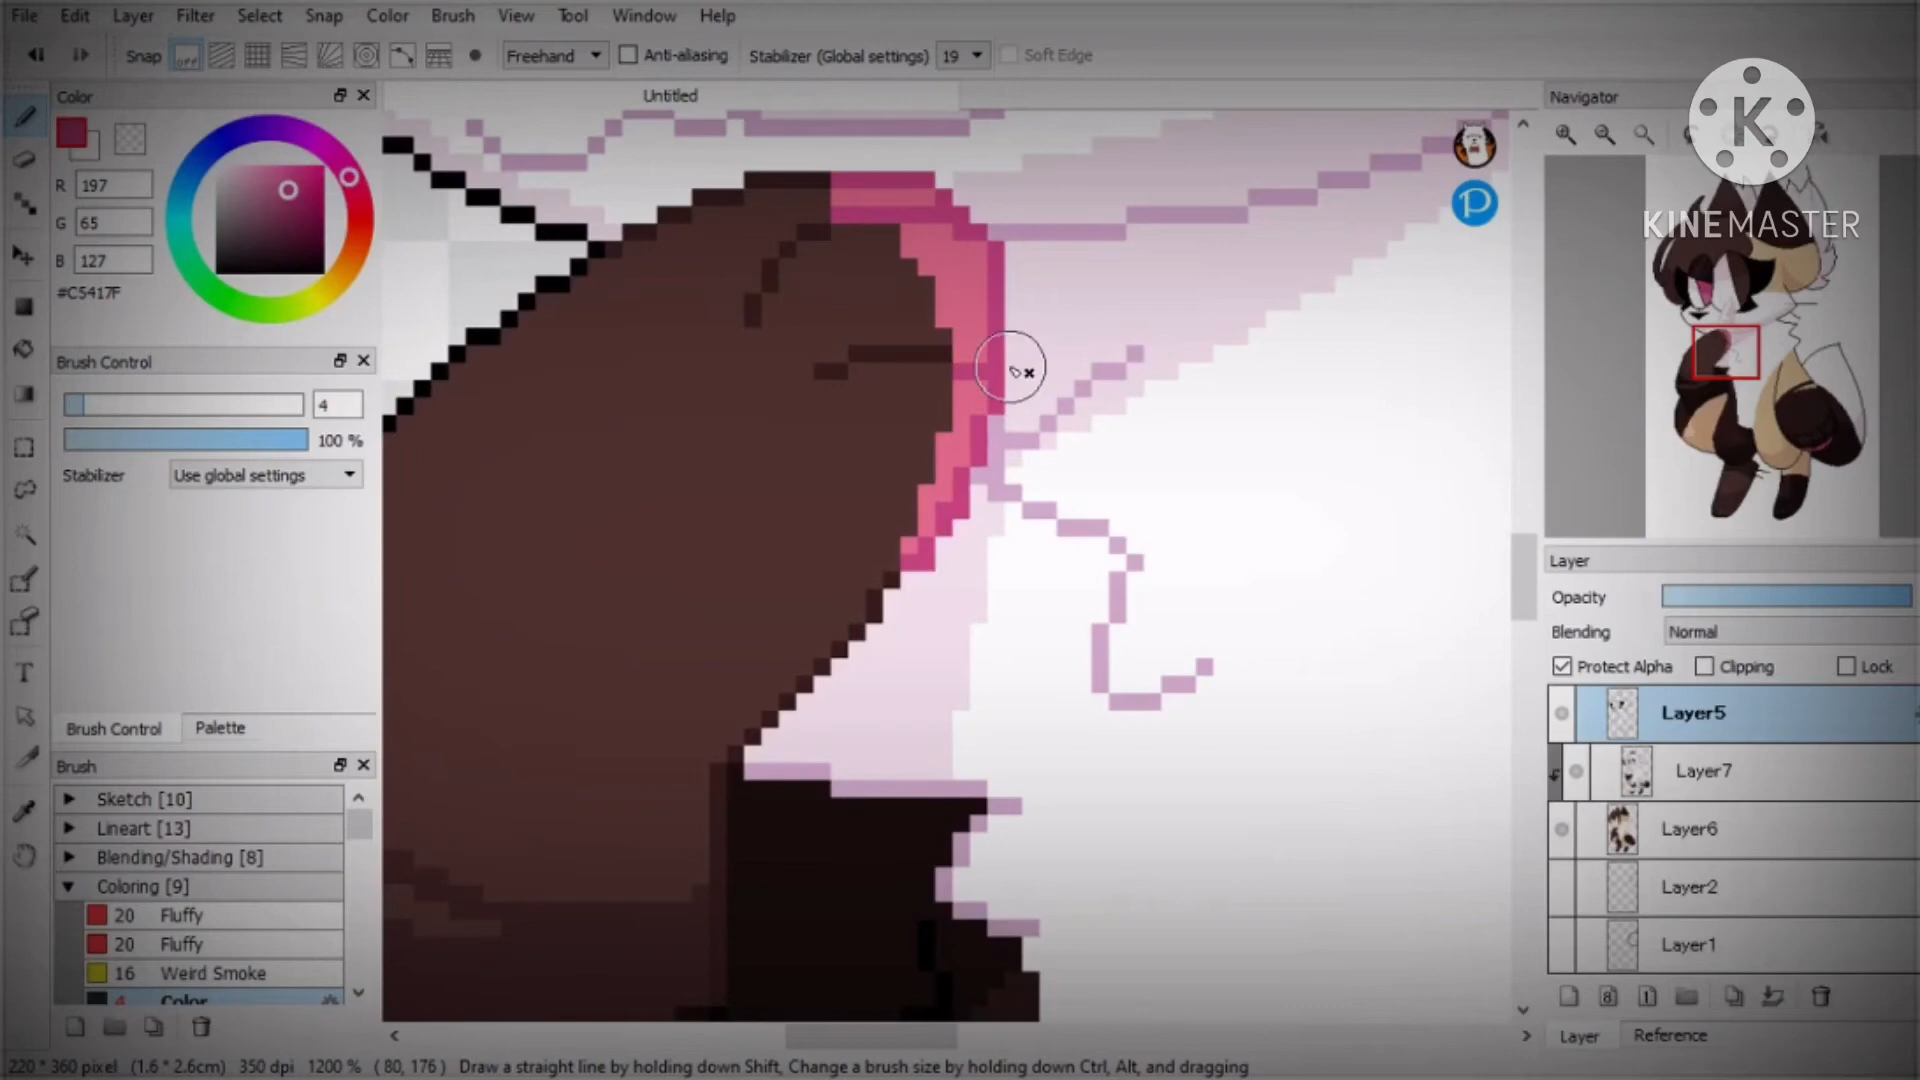 File Edit Layer Filter Select Snap Color Brush View Tool Window Help
Snap OFF Freehand Anti-aliasing Stabilizer (Global settings) 19 Soft Edge
Color
Untitled
Navigator
K
KINEMASTER
P
R 197
G 65
B 127
#C5417F
Brush Control
4
100 %
Stabilizer Use global settings
Brush Control Palette
Brush
Sketch [10]
Lineart [13]
Blending/Shading [8]
Coloring [9]
20 Fluffy
20 Fluffy
16 Weird Smoke
4 Color
Layer
Opacity
Blending Normal
Protect Alpha Clipping Lock
Layer5
Layer7
Layer6
Layer2
Layer1
8 1
Layer Reference
220 * 360 pixel (1.6 * 2.6cm) 350 dpi 1200 % ( 80, 176 ) Draw a straight line by holding down Shift, Change a brush size by holding down Ctrl, Alt, and dragging